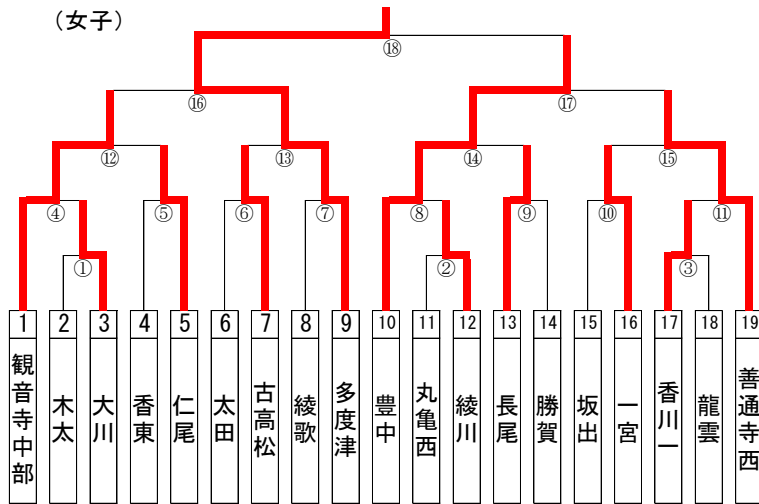 （女子）
⑱
⑯
⑰
⑫
⑬
⑭
⑮
④
⑤
⑥
⑦
⑧
⑨
⑩
⑪
①
②
③
1 2 3 4 5 6 7 8 9 10 11 12 13 14 15 16 17 18 19
観音寺中部
木太
大川
香東
仁尾
太田
古高松
綾歌
多度津
豊中
丸亀西
綾川
長尾
勝賀
坂出
一宮
香川一
龍雲
善通寺西